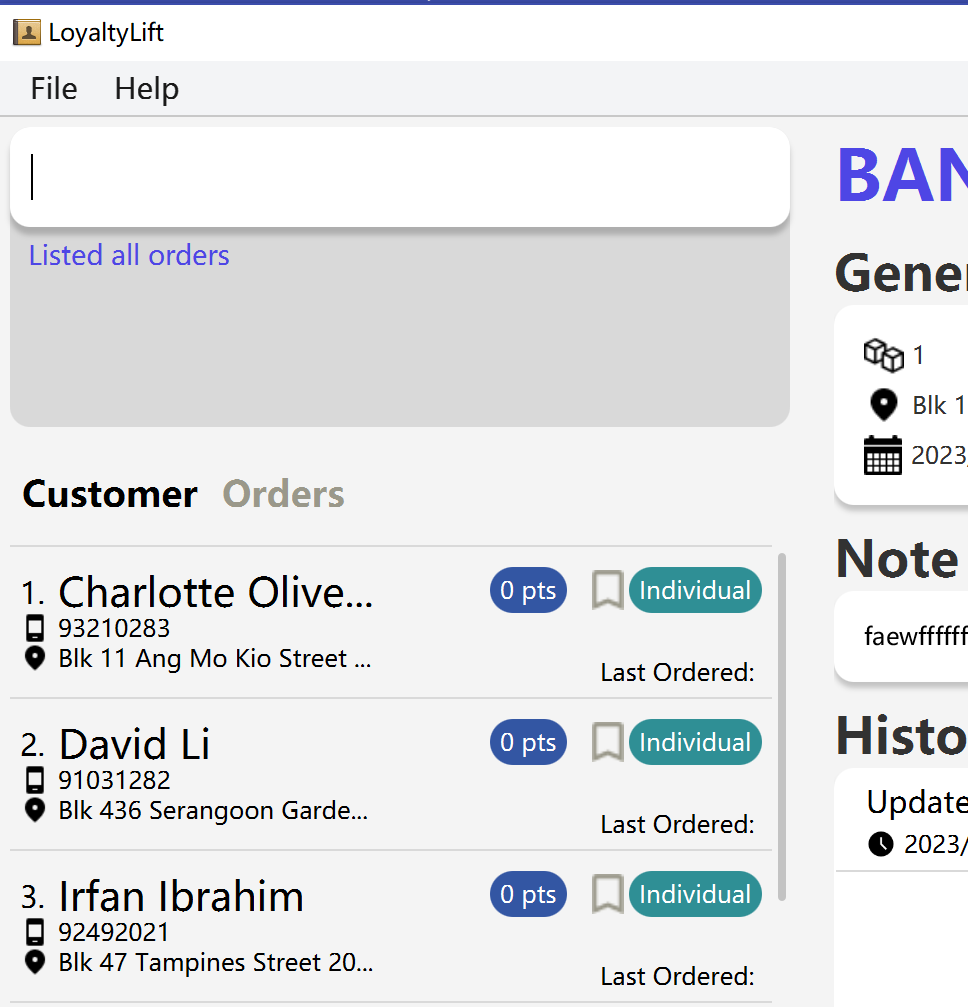 LoyaltyLift
File Help
Listed all orders
Customer Orders
1. Charlotte Olive...
0 pts
Individual
93210283
Blk 11 Ang Mo Kio Street ...
Last Ordered:
2. David Li
0 pts
Individual
91031282
Blk 436 Serangoon Garde...
Last Ordered:
3. Irfan Ibrahim
0 pts
Individual
92492021
Blk 47 Tampines Street 20...
Last Ordered:
BAN
Gener
1
Blk 1
2023/
Note
faewffffff
Histo
Update
2023/